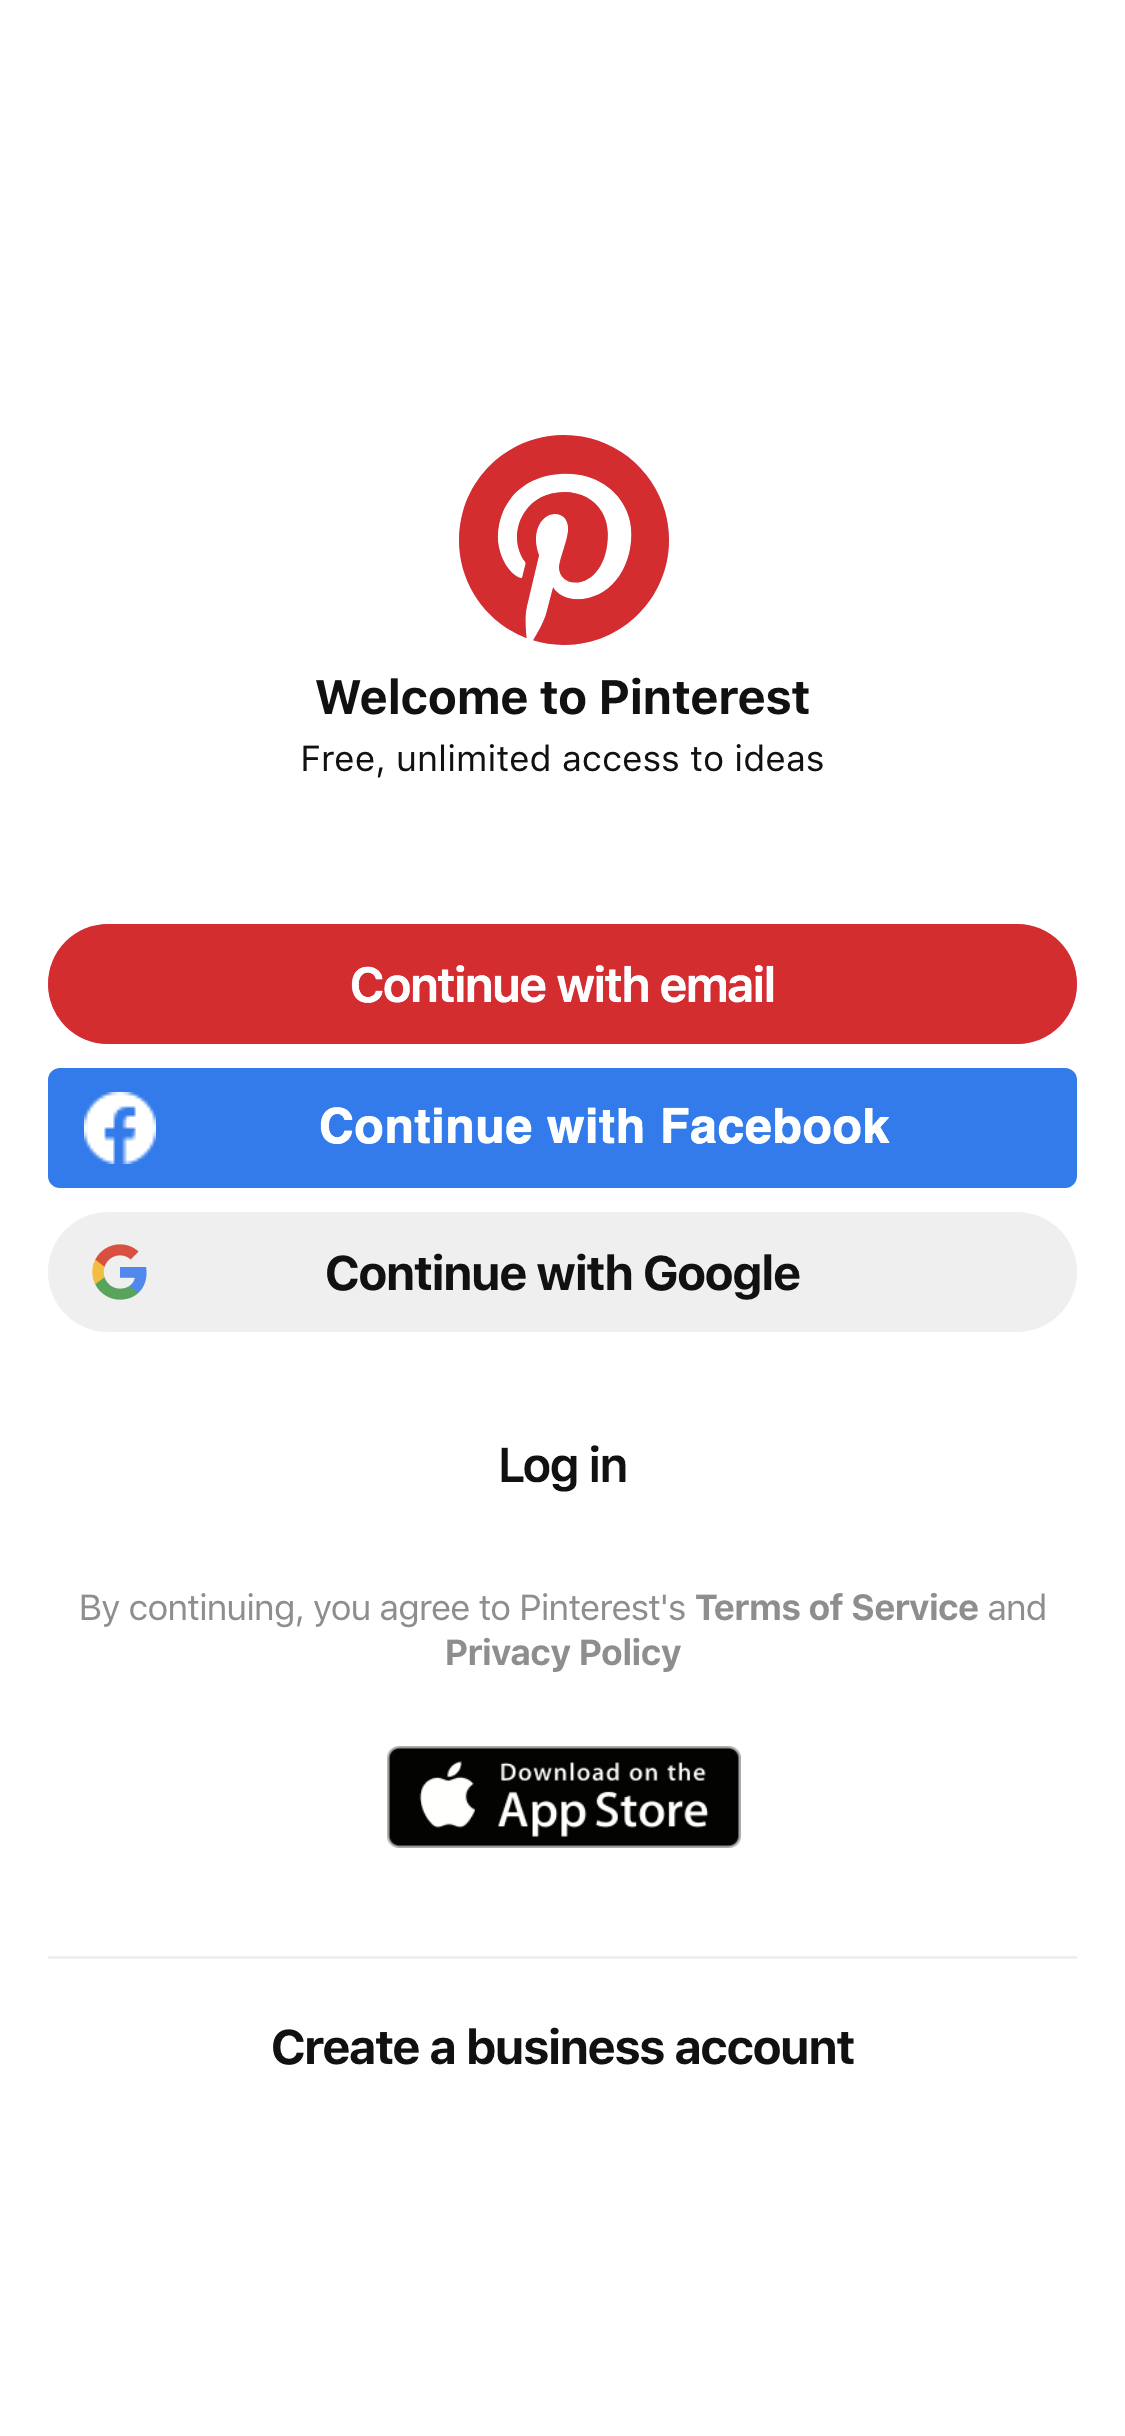 Welcome to Pinterest
Free, unlimited access to ideas
Continue with email
Continue with Facebook
Continue with Google
Log in
By continuing, you agree to Pinterest's Terms of Service and
Privacy Policy
Download on the
App Store
Create a business account